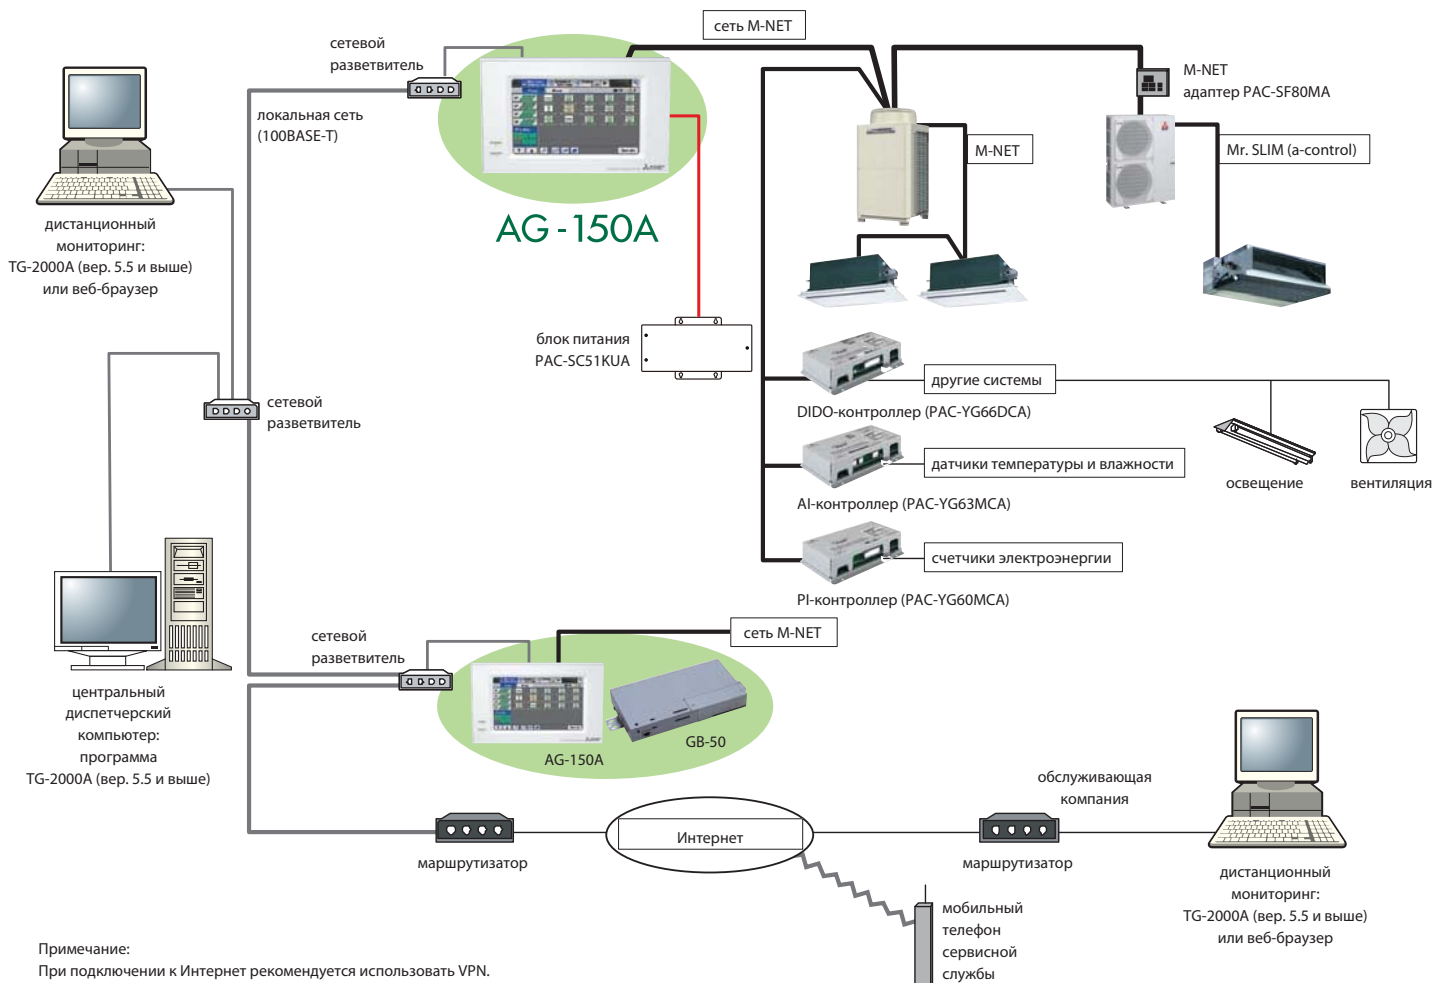 сеть M-NET
сетевой
разветвитель
локальная сеть
(100BASE-T)
AG-150A
M-NET
адаптер PAC-SF80MA
M-NET
Mr. SLIM (a-control)
дистанционный
мониторинг:
TG-2000A (вер. 5.5 и выше)
или веб-браузер
блок питания
PAC-SC51KUA
сетевой
разветвитель
другие системы
DIDO-контроллер (PAC-YG66DCA)
датчики температуры и влажности
AI-контроллер (PAC-YG63MCA)
освещение
вентиляция
счетчики электроэнергии
PI-контроллер (PAC-YG60MCA)
сетевой
разветвитель
сеть M-NET
AG-150A
GB-50
центральный
диспетчерский
компьютер:
программа
TG-2000A (вер. 5.5 и выше)
маршрутизатор
Интернет
обслуживающая
компания
маршрутизатор
дистанционный
мониторинг:
TG-2000A (вер. 5.5 и выше)
или веб-браузер
мобильный
телефон
сервисной
службы
Примечание:
При подключении к Интернет рекомендуется использовать VPN.